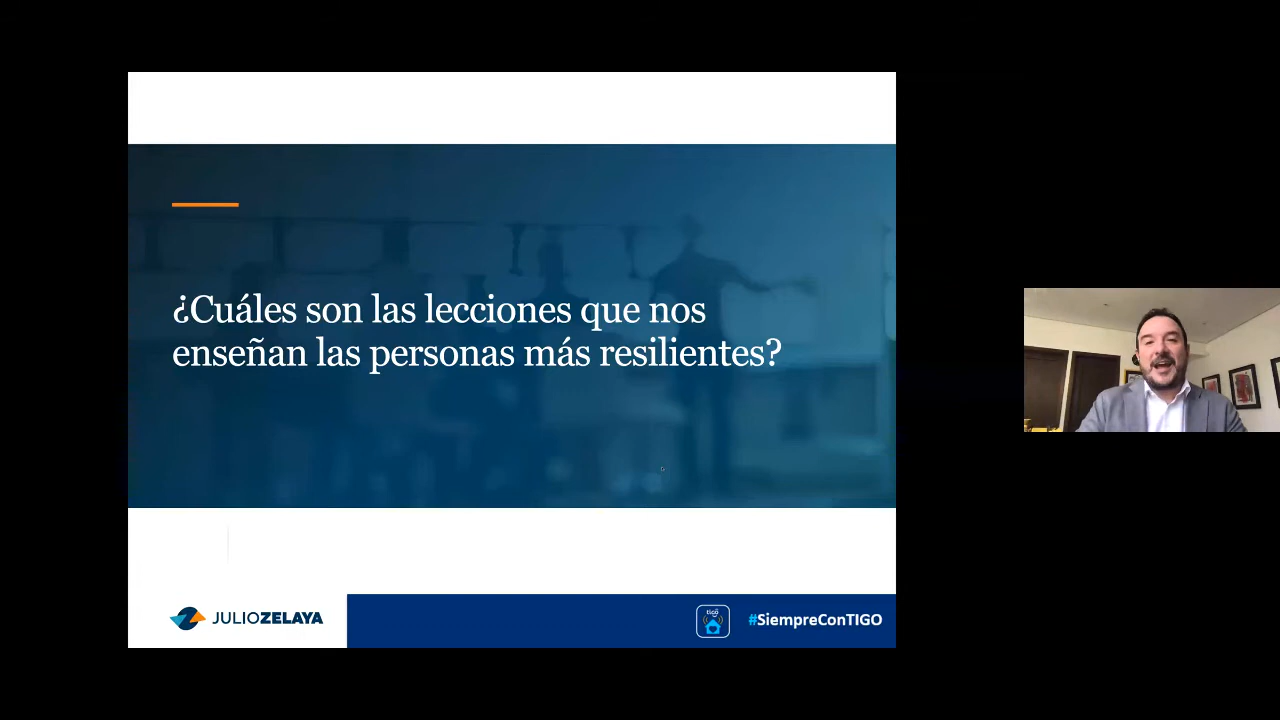 ¿Cuáles son las lecciones que nos
enseñan las personas más resilientes?
JULIOZELAYA
tigo
#SiempreConTIGO